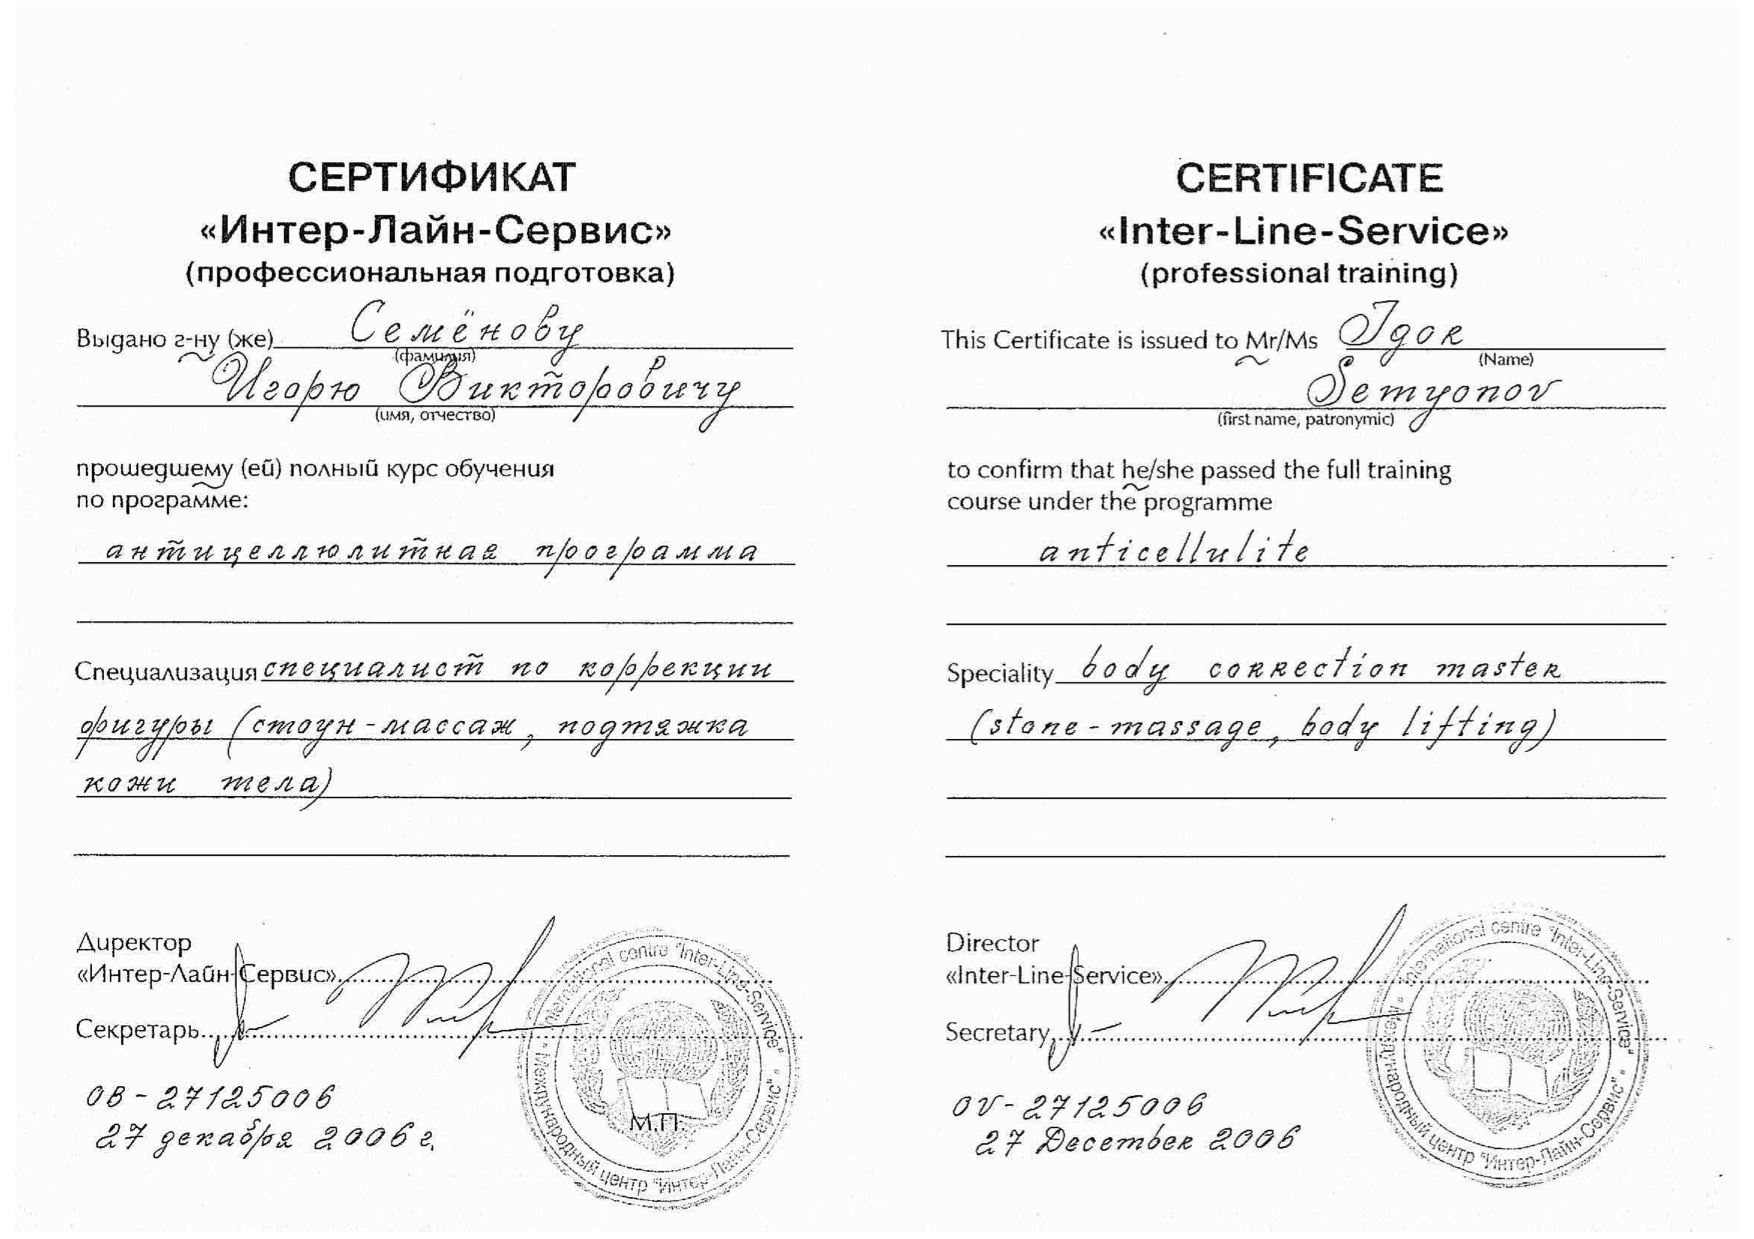 СЕРТИФИКАТ
«Интер-Лайн-Сервис»
(профессиональная подготовка)
Выдано г-ну (же) Семёнову
(фамилия)
Игорю Викторовичу
(имя, отчество)
прошедшему (ей) полный курс обучения
по программе:
антицеллюлитная программа
Специализация специалист по коррекции
фигуры (стоун-массаж, подтяжка
кожи тела)
Директор
«Интер-Лайн-Сервис»
Секретарь
International centre "Inter-Line-Service"
Международный центр "Интер-Лайн-Сервис"
М.П.
ОВ-27125006
27 декабря 2006 г.
CERTIFICATE
«Inter-Line-Service»
(professional training)
This Certificate is issued to Mr/Ms Igor
(Name)
Semyonov
(first name, patronymic)
to confirm that he/she passed the full training
course under the programme
anticellulite
Speciality body correction master
(stone-massage, body lifting)
Director
«Inter-Line-Service»
Secretary
International centre "Inter-Line-Service"
Международный центр "Интер-Лайн-Сервис"
OV-27125006
27 December 2006